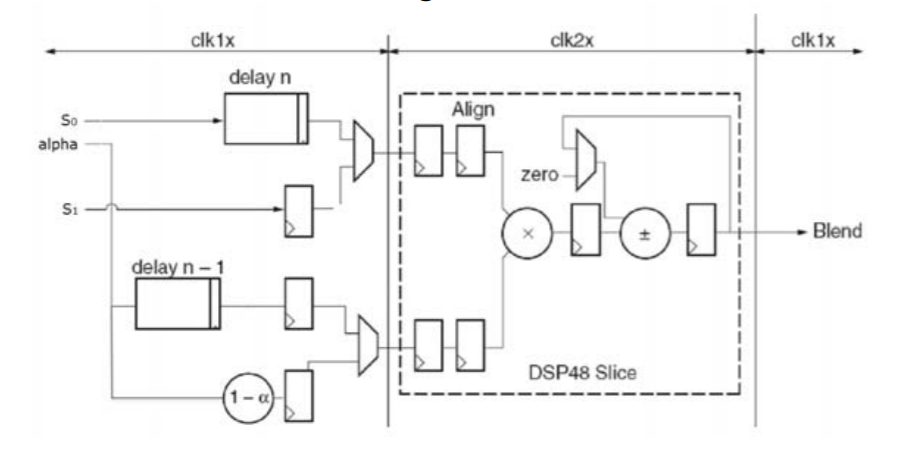 clk1x
clk2x
clk1x
delay n
Align
S₀
alpha
zero
S₁
× ± Blend
delay n – 1
DSP48 Slice
1 – α